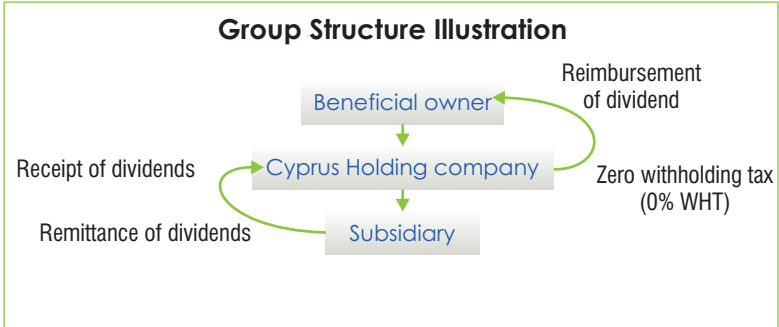 Group Structure Illustration
Reimbursement
of dividend
Beneficial owner
Receipt of dividends
Cyprus Holding company
Zero withholding tax
(0% WHT)
Remittance of dividends
Subsidiary